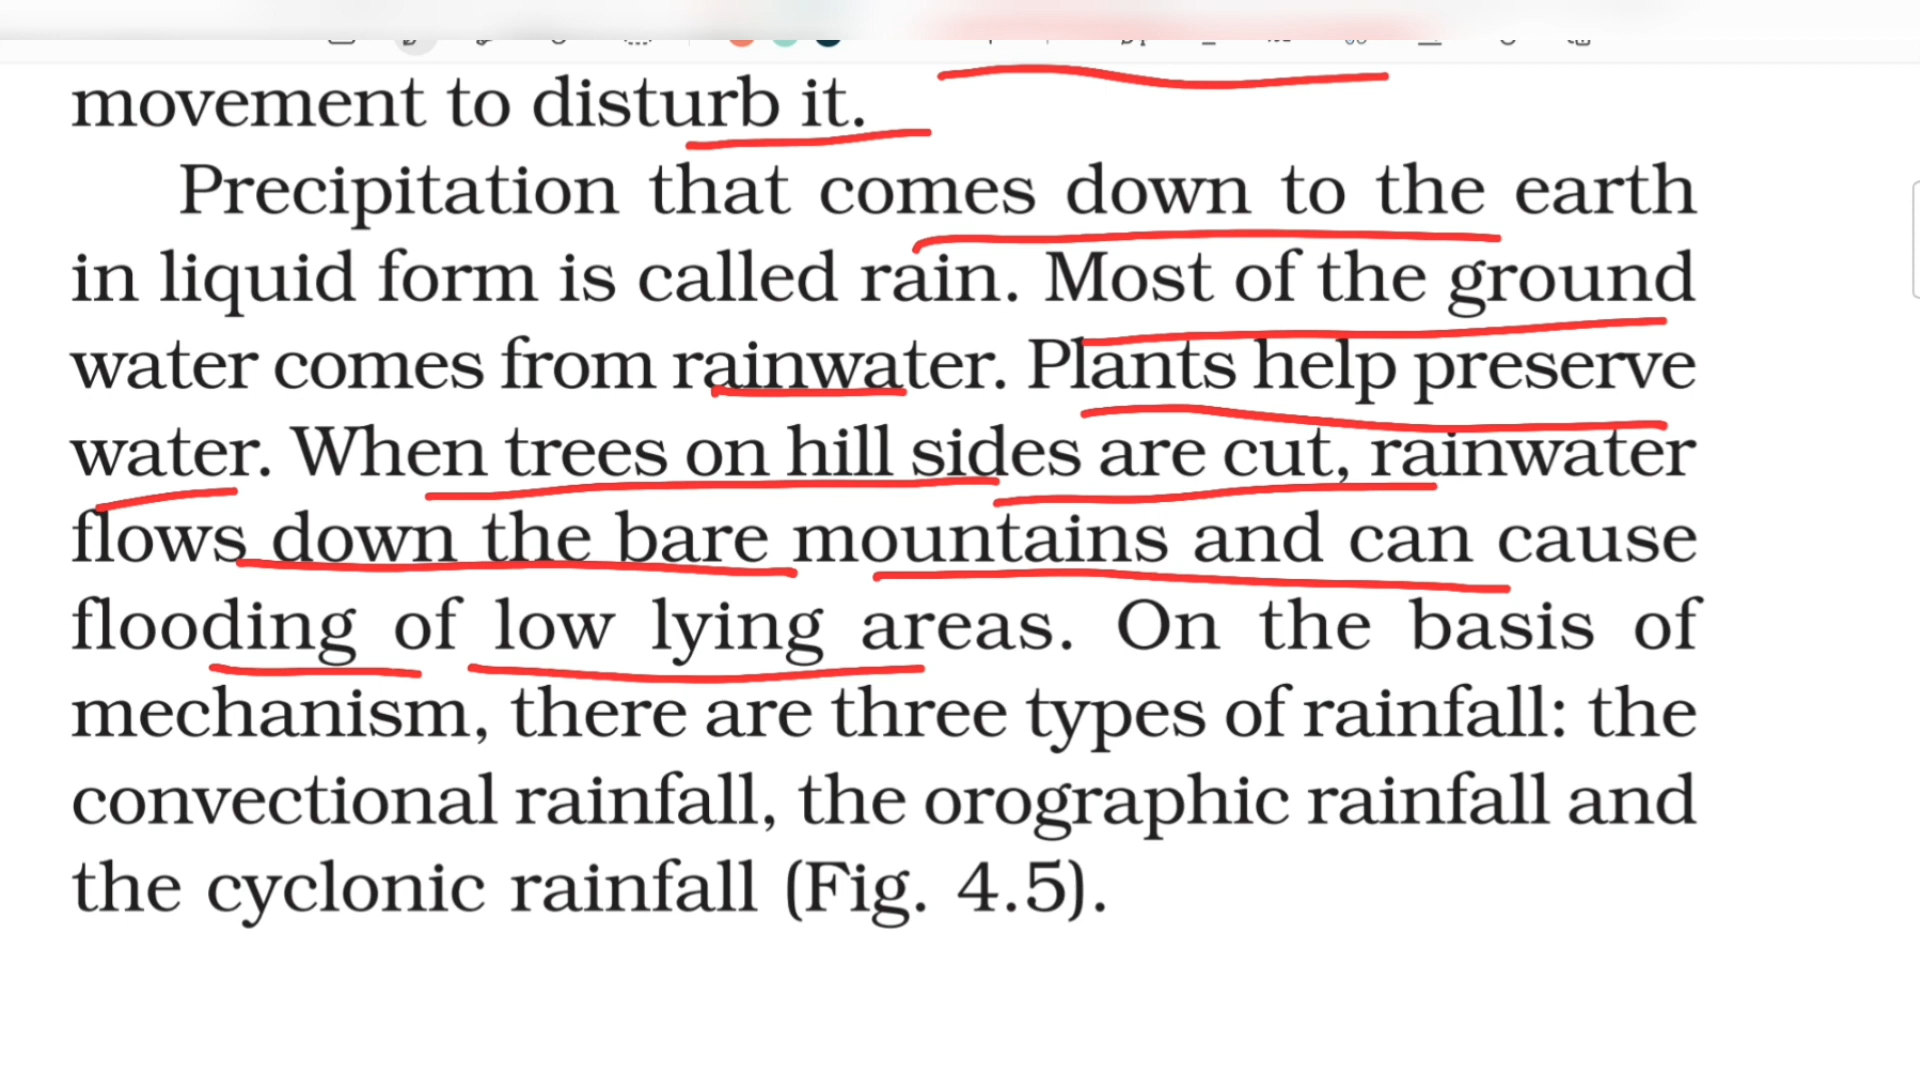 movement to disturb it.
Precipitation that comes down to the earth
in liquid form is called rain. Most of the ground
water comes from rainwater. Plants help preserve
water. When trees on hill sides are cut, rainwater
flows down the bare mountains and can cause
flooding of low lying areas. On the basis of
mechanism, there are three types of rainfall: the
convectional rainfall, the orographic rainfall and
the cyclonic rainfall (Fig. 4.5).